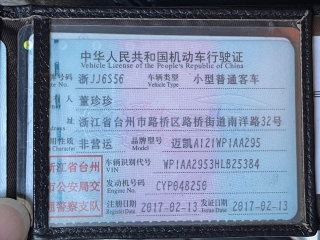 中华人民共和国机动车行驶证
Vehicle License of the People's Republic of China
号牌号码 浙JJ6S56 车辆类型 小型普通客车
Vehicle Type
董珍珍
浙江省台州市路桥区路桥街道南洋路32号
使用性质 非营运 品牌型号 迈凯A121WP1AA295
Use Character Model
浙江省台州市公安局交通警察支队
车辆识别代号 WP1AA2953HLB25384
VIN
发动机号码 CYP048256
Engine No.
注册日期 2017-02-13 发证日期 2017-02-13
Register Date Issue Date